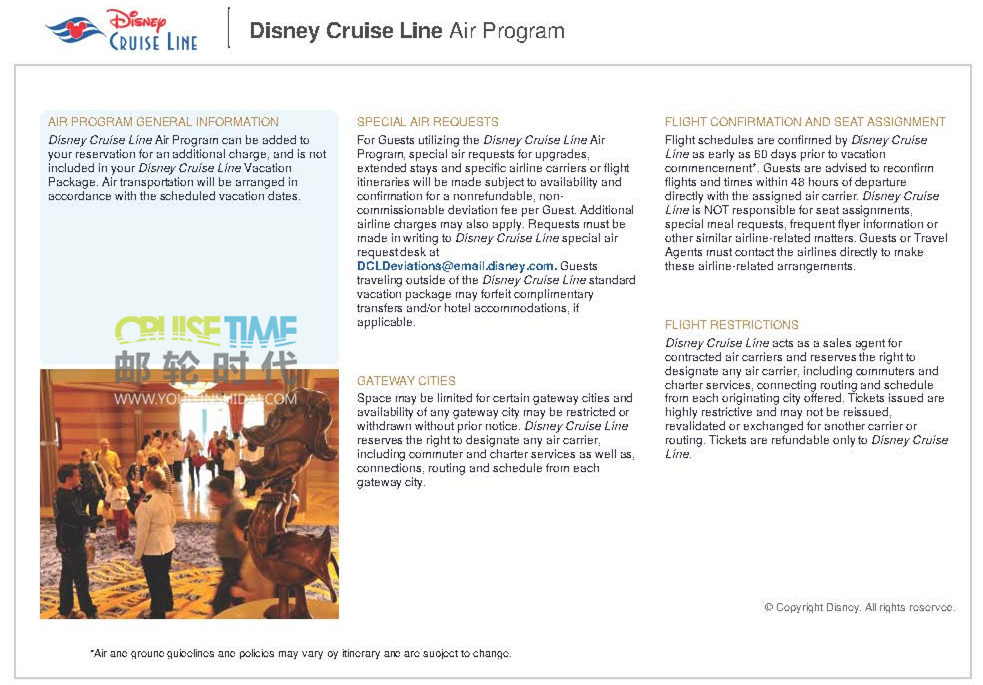 Disney
CRUISE LINE
Disney Cruise Line Air Program
AIR PROGRAM GENERAL INFORMATION
Disney Cruise Line Air Program can be added to
your reservation for an additional charge, and is not
included in your Disney Cruise Line Vacation
Package. Air transportation will be arranged in
accordance with the scheduled vacation dates.
CRUISE TIME
邮轮时代
WWW.YOULUNSHIDAI.COM
SPECIAL AIR REQUESTS
For Guests utilizing the Disney Cruise Line Air
Program, special air requests for upgrades,
extended stays and specific airline carriers or flight
itineraries will be made subject to availability and
confirmation for a nonrefundable, non-
commissionable deviation fee per Guest. Additional
airline charges may also apply. Requests must be
made in writing to Disney Cruise Line special air
request desk at
DCLDeviations@email.disney.com. Guests
traveling outside of the Disney Cruise Line standard
vacation package may forfeit complimentary
transfers and/or hotel accommodations, if
applicable.
GATEWAY CITIES
Space may be limited for certain gateway cities and
availability of any gateway city may be restricted or
withdrawn without prior notice. Disney Cruise Line
reserves the right to designate any air carrier,
including commuter and charter services as well as,
connections, routing and schedule from each
gateway city.
FLIGHT CONFIRMATION AND SEAT ASSIGNMENT
Flight schedules are confirmed by Disney Cruise
Line as early as 60 days prior to vacation
commencement*. Guests are advised to reconfirm
flights and times within 48 hours of departure
directly with the assigned air carrier. Disney Cruise
Line is NOT responsible for seat assignments,
special meal requests, frequent flyer information or
other similar airline-related matters. Guests or Travel
Agents must contact the airlines directly to make
these airline-related arrangements.
FLIGHT RESTRICTIONS
Disney Cruise Line acts as a sales agent for
contracted air carriers and reserves the right to
designate any air carrier, including commuters and
charter services, connecting routing and schedule
from each originating city offered. Tickets issued are
highly restrictive and may not be reissued,
revalidated or exchanged for another carrier or
routing. Tickets are refundable only to Disney Cruise
Line.
© Copyright Disney. All rights reserved.
*Air and ground guidelines and policies may vary by itinerary and are subject to change.